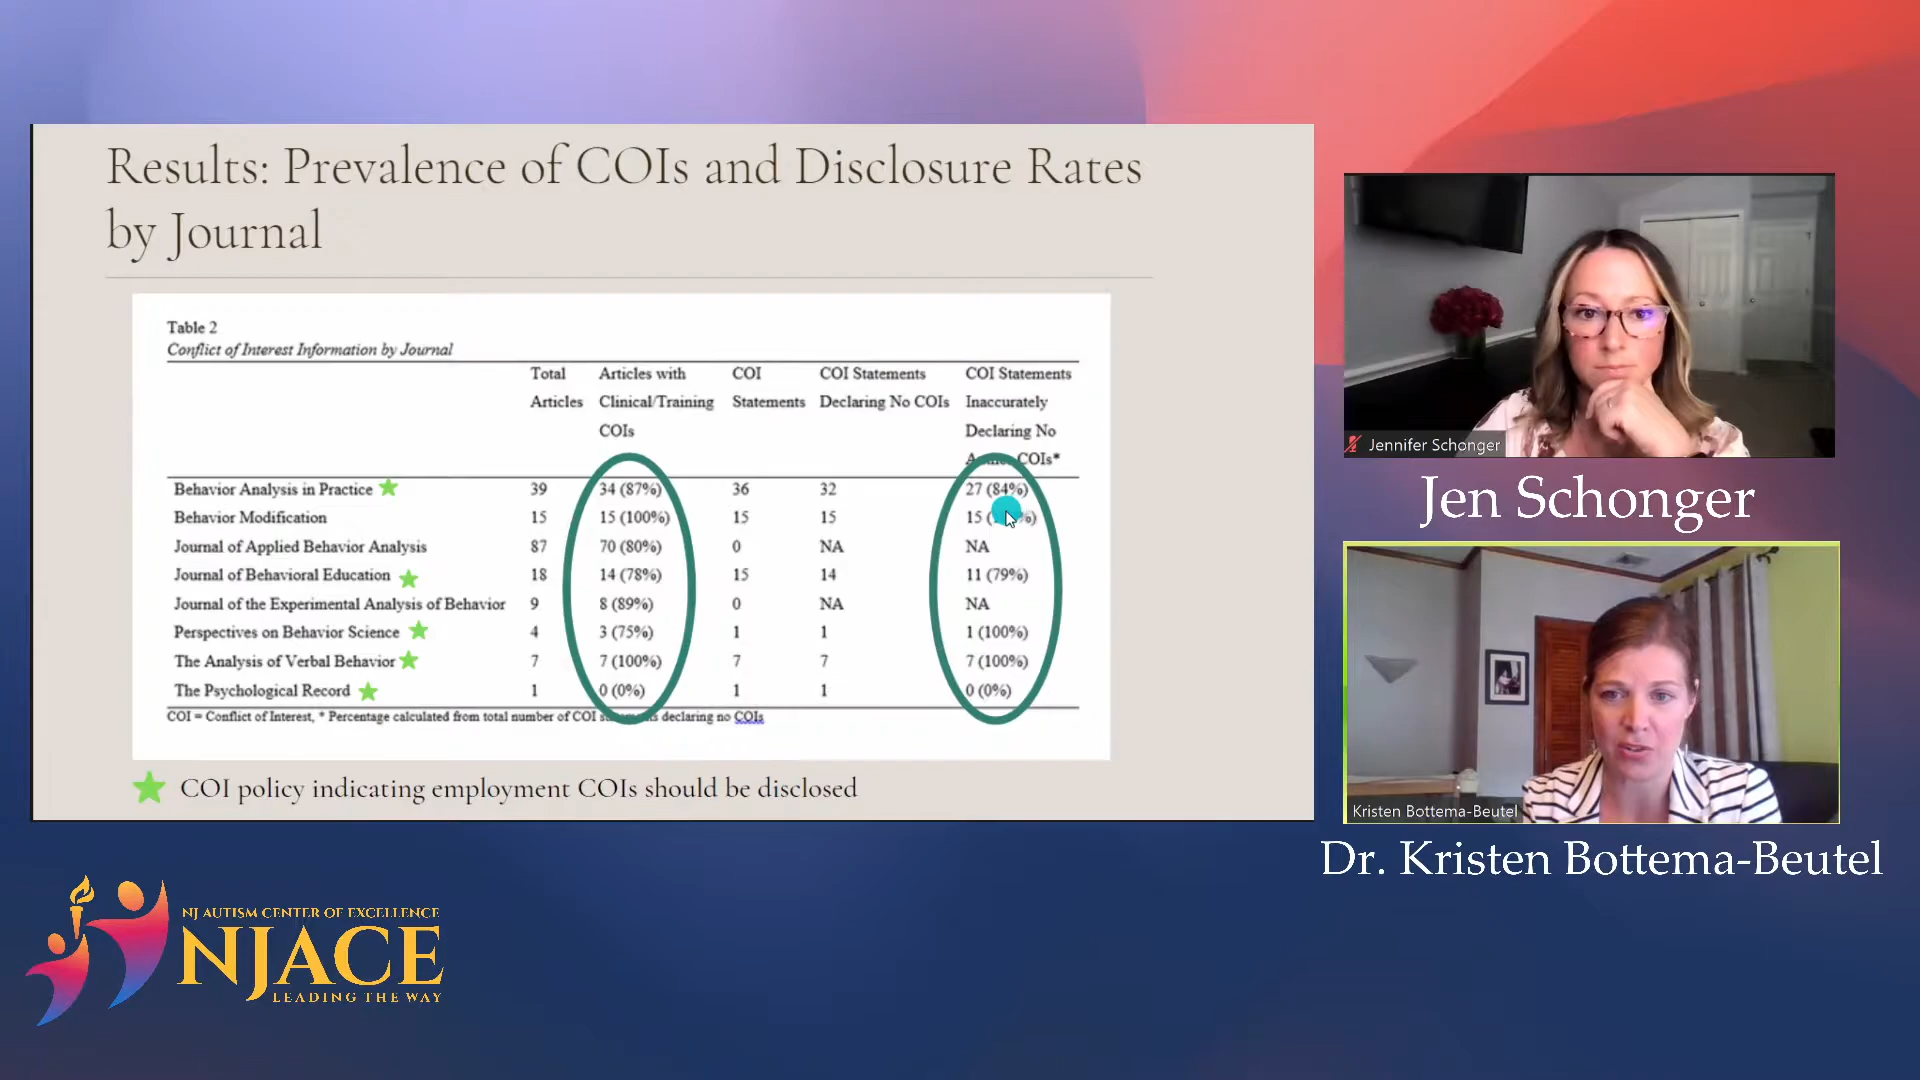 Results: Prevalence of COIs and Disclosure Rates
by Journal
Table 2
Conflict of Interest Information by Journal
Total Articles with COI COI Statements COI Statements
Articles Clinical/Training Statements Declaring No COIs Inaccurately
COIs Declaring No
COIs*
Behavior Analysis in Practice 39 34 (87%) 36 32 27 (84%)
Behavior Modification 15 15 (100%) 15 15 15
Journal of Applied Behavior Analysis 87 70 (80%) 0 NA NA
Journal of Behavioral Education 18 14 (78%) 15 14 11 (79%)
Journal of the Experimental Analysis of Behavior 9 8 (89%) 0 NA NA
Perspectives on Behavior Science 4 3 (75%) 1 1 1 (100%)
The Analysis of Verbal Behavior 7 7 (100%) 7 7 7 (100%)
The Psychological Record 1 0 (0%) 1 1 0 (0%)
COI = Conflict of Interest, * Percentage calculated from total number of COI statements declaring no COIs
COI policy indicating employment COIs should be disclosed
Jennifer Schonger
Jen Schonger
Kristen Bottema-Beutel
Dr. Kristen Bottema-Beutel
NJ AUTISM CENTER OF EXCELLENCE
NJACE
LEADING THE WAY